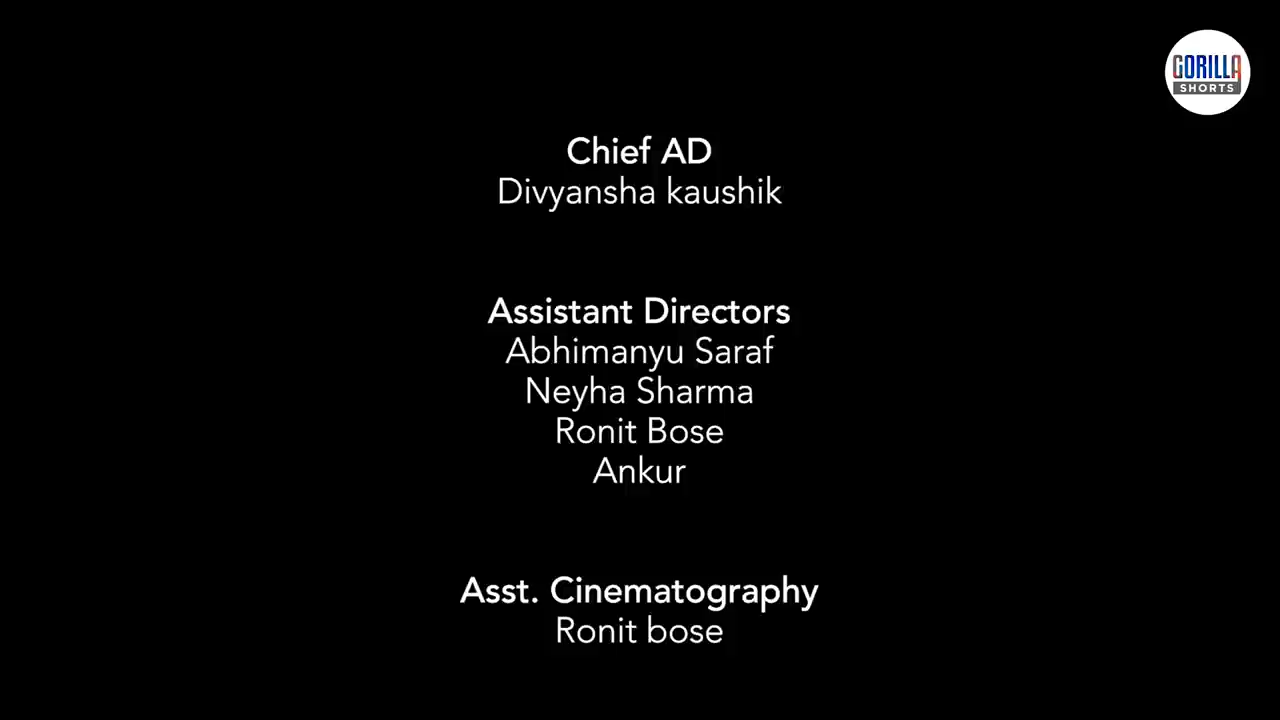 GORILLA
SHORTS
Chief AD
Divyansha kaushik
Assistant Directors
Abhimanyu Saraf
Neyha Sharma
Ronit Bose
Ankur
Asst. Cinematography
Ronit bose